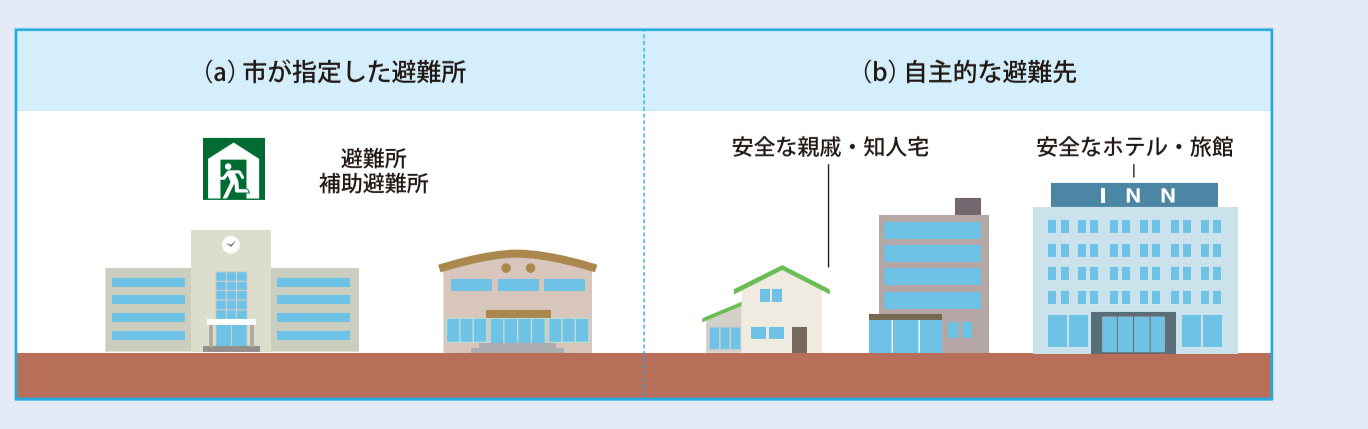 (a) 市が指定した避難所
避難所
補助避難所
(b) 自主的な避難先
安全な親戚・知人宅
安全なホテル・旅館
INN